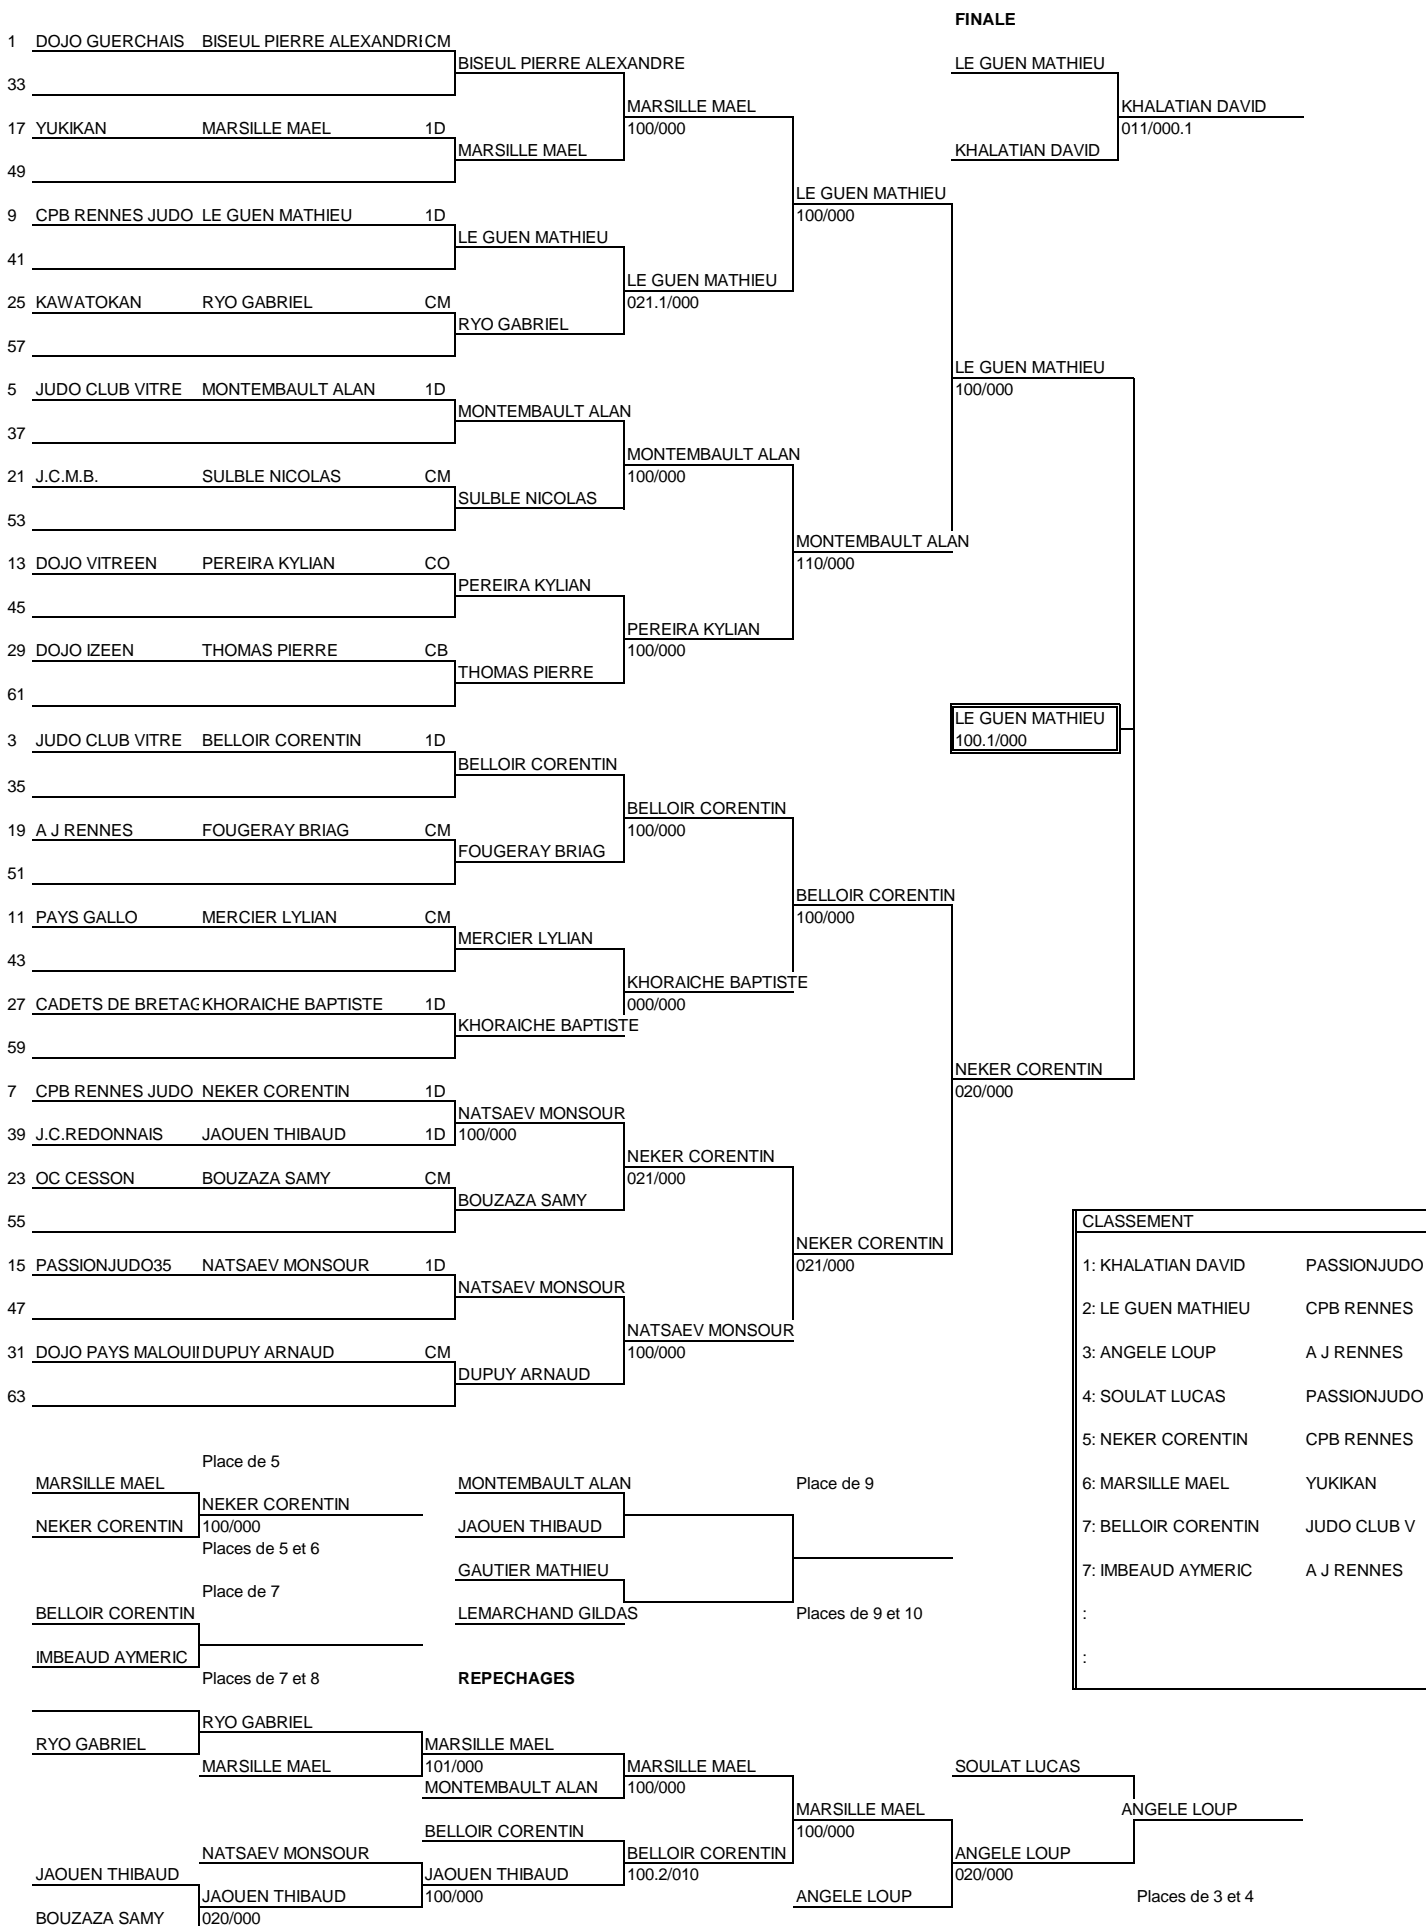 FINALE
1 DOJO GUERCHAIS BISEUL PIERRE ALEXANDRE CM
BISEUL PIERRE ALEXANDRE LE GUEN MATHIEU
33
MARSILLE MAEL KHALATIAN DAVID
17 YUKIKAN MARSILLE MAEL 1D 100/000 011/000.1
MARSILLE MAEL KHALATIAN DAVID
49
LE GUEN MATHIEU
9 CPB RENNES JUDO LE GUEN MATHIEU 1D 100/000
LE GUEN MATHIEU
41
LE GUEN MATHIEU
25 KAWATOKAN RYO GABRIEL CM 021.1/000
RYO GABRIEL
57
LE GUEN MATHIEU
5 JUDO CLUB VITRE MONTEMBAULT ALAN 1D 100/000
MONTEMBAULT ALAN
37
MONTEMBAULT ALAN
21 J.C.M.B. SULBLE NICOLAS CM 100/000
SULBLE NICOLAS
53
MONTEMBAULT ALAN
13 DOJO VITREEN PEREIRA KYLIAN CO 110/000
PEREIRA KYLIAN
45
PEREIRA KYLIAN
29 DOJO IZEEN THOMAS PIERRE CB 100/000
THOMAS PIERRE
61
LE GUEN MATHIEU
3 JUDO CLUB VITRE BELLOIR CORENTIN 1D 100.1/000
BELLOIR CORENTIN
35
BELLOIR CORENTIN
19 A J RENNES FOUGERAY BRIAG CM 100/000
FOUGERAY BRIAG
51
BELLOIR CORENTIN
11 PAYS GALLO MERCIER LYLIAN CM 100/000
MERCIER LYLIAN
43
KHORAICHE BAPTISTE
27 CADETS DE BRETAG KHORAICHE BAPTISTE 1D 000/000
KHORAICHE BAPTISTE
59
NEKER CORENTIN
7 CPB RENNES JUDO NEKER CORENTIN 1D 020/000
NATSAEV MONSOUR
39 J.C.REDONNAIS JAOUEN THIBAUD 1D 100/000
NEKER CORENTIN
23 OC CESSON BOUZAZA SAMY CM 021/000
BOUZAZA SAMY
55 CLASSEMENT
NEKER CORENTIN
15 PASSIONJUDO35 NATSAEV MONSOUR 1D 021/000 1: KHALATIAN DAVID PASSIONJUDO
NATSAEV MONSOUR
47 2: LE GUEN MATHIEU CPB RENNES
NATSAEV MONSOUR
31 DOJO PAYS MALOUI DUPUY ARNAUD CM 100/000 3: ANGELE LOUP A J RENNES
DUPUY ARNAUD
63 4: SOULAT LUCAS PASSIONJUDO
5: NEKER CORENTIN CPB RENNES
Place de 5
MARSILLE MAEL MONTEMBAULT ALAN Place de 9 6: MARSILLE MAEL YUKIKAN
NEKER CORENTIN
NEKER CORENTIN 100/000 JAOUEN THIBAUD 7: BELLOIR CORENTIN JUDO CLUB V
Places de 5 et 6
GAUTIER MATHIEU 7: IMBEAUD AYMERIC A J RENNES
Place de 7
BELLOIR CORENTIN LEMARCHAND GILDAS Places de 9 et 10 :
IMBEAUD AYMERIC :
Places de 7 et 8 REPECHAGES
RYO GABRIEL
RYO GABRIEL MARSILLE MAEL
MARSILLE MAEL 101/000 MARSILLE MAEL SOULAT LUCAS
MONTEMBAULT ALAN 100/000
MARSILLE MAEL ANGELE LOUP
BELLOIR CORENTIN 100/000
NATSAEV MONSOUR BELLOIR CORENTIN ANGELE LOUP
JAOUEN THIBAUD JAOUEN THIBAUD 100.2/010 020/000
JAOUEN THIBAUD 100/000 ANGELE LOUP Places de 3 et 4
BOUZAZA SAMY 020/000